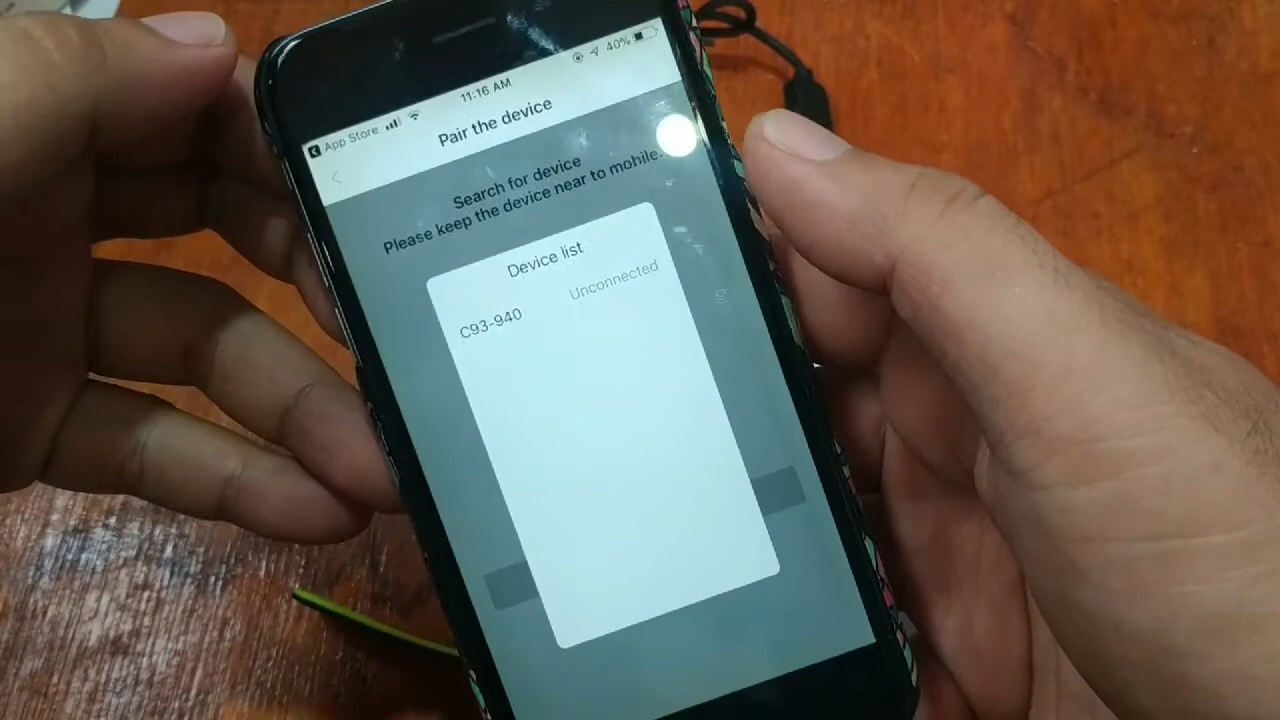 App Store 11:16 AM 40%
Pair the device
Search for device
Please keep the device near to mobile.
Device list
Unconnected
C93-940